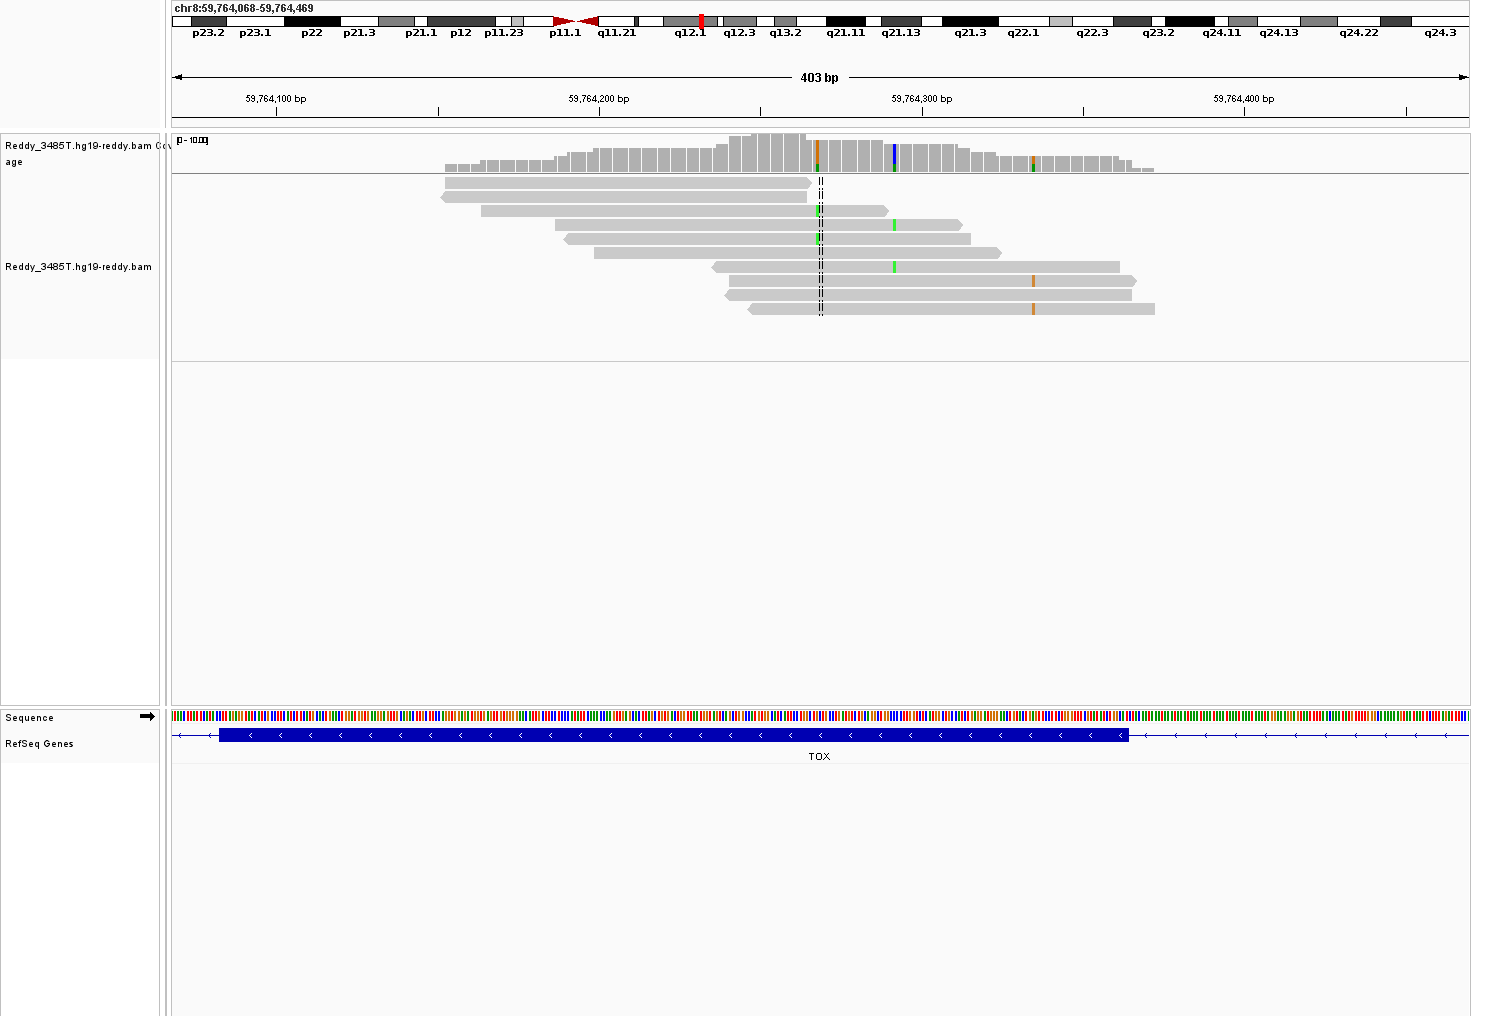 chr8:59,764,068-59,764,469
p23.2 p23.1 p22 p21.3 p21.1 p12 p11.23 p11.1 q11.21 q12.1 q12.3 q13.2 q21.11 q21.13 q21.3 q22.1 q22.3 q23.2 q24.11 q24.13 q24.22 q24.3
403 bp
59,764,100 bp 59,764,200 bp 59,764,300 bp 59,764,400 bp
Reddy_3485T.hg19-reddy.bam Cov
age
[0 - 10.00]
Reddy_3485T.hg19-reddy.bam
Sequence
RefSeq Genes
TOX